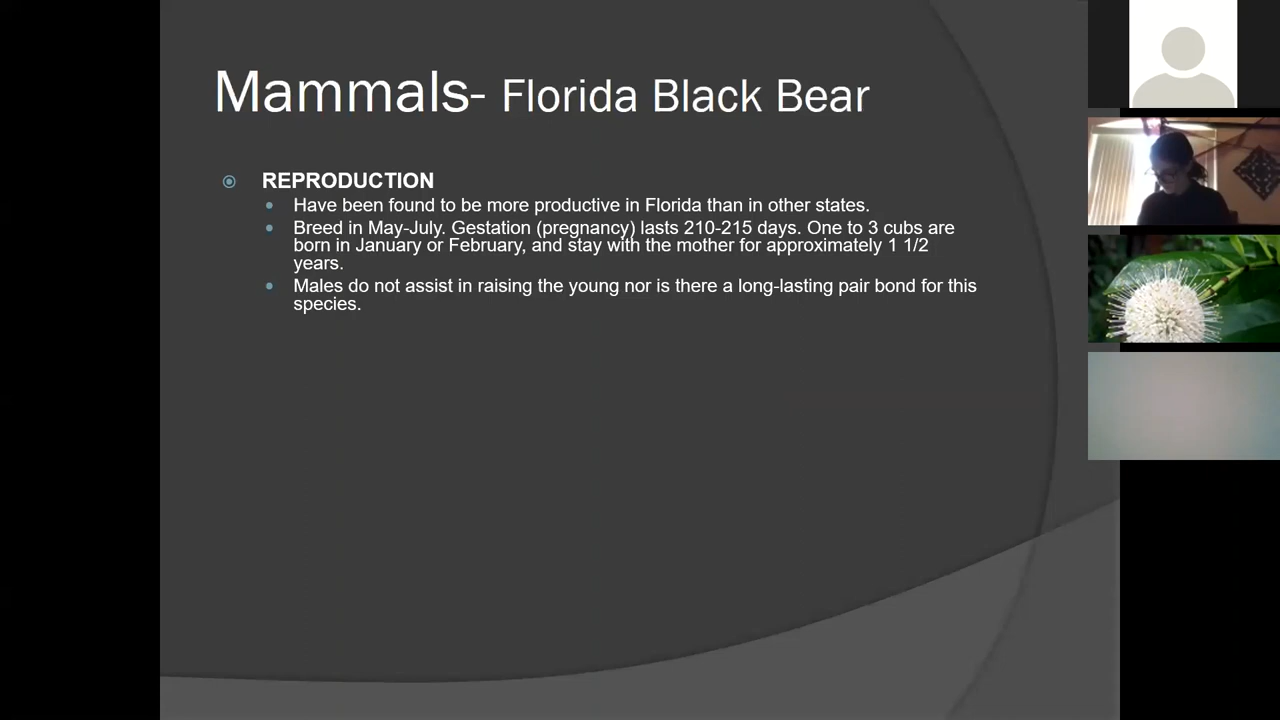 Mammals- Florida Black Bear
REPRODUCTION
Have been found to be more productive in Florida than in other states.
Breed in May-July. Gestation (pregnancy) lasts 210-215 days. One to 3 cubs are
born in January or February, and stay with the mother for approximately 1 1/2
years.
Males do not assist in raising the young nor is there a long-lasting pair bond for this
species.